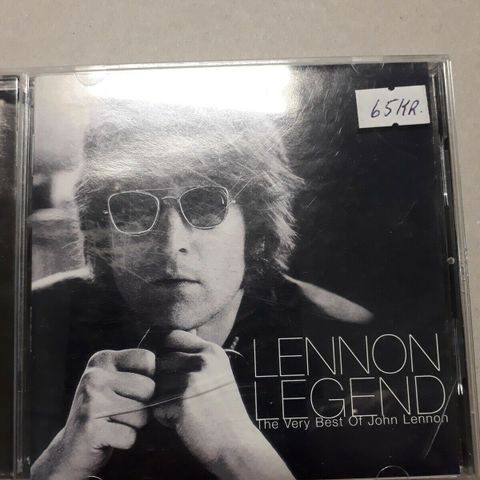 65KR.
LENNON
LEGEND
The Very Best Of John Lennon